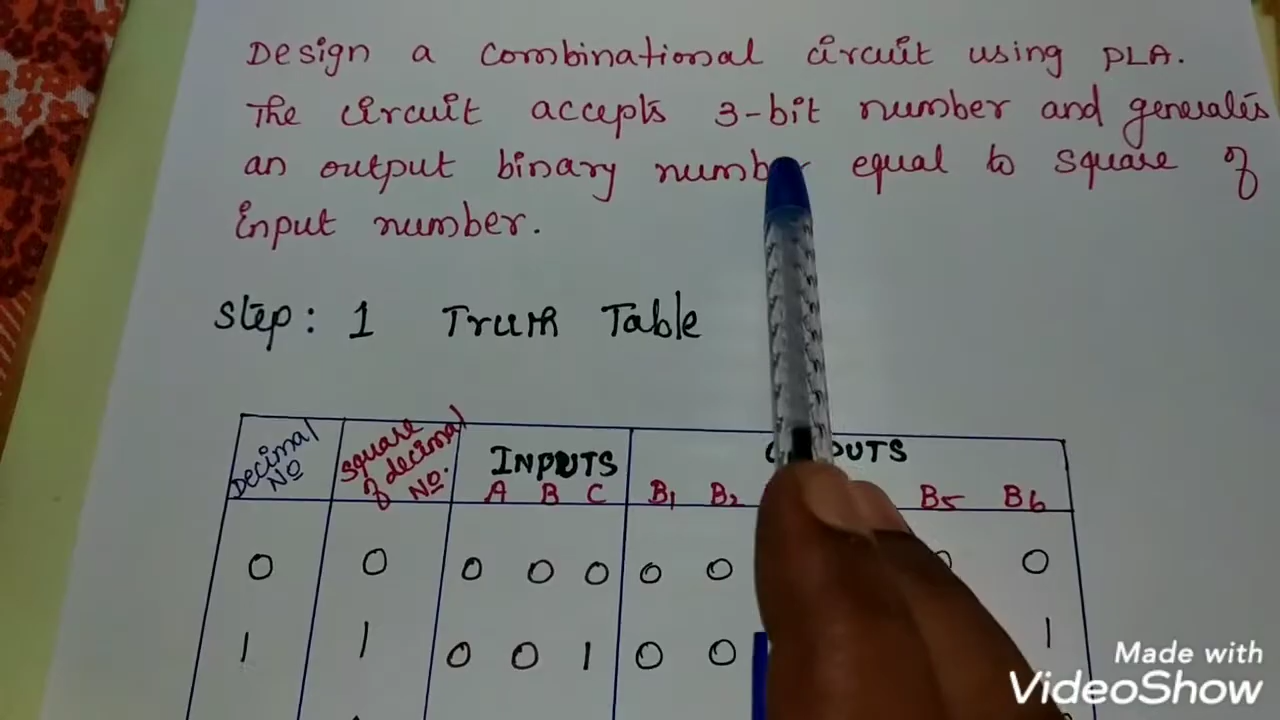 Design a combinational circuit using PLA.
The circuit accepts 3-bit number and generates
an output binary number equal to square of
input number.
Step: 1 Truth Table
Decimal No
Square of decimal No.
INPUTS
A B C
B1 B2 B5 B6
0 0 0 0 0 0 0 0
1 1 0 0 1 0 0 1
Made with
VideoShow